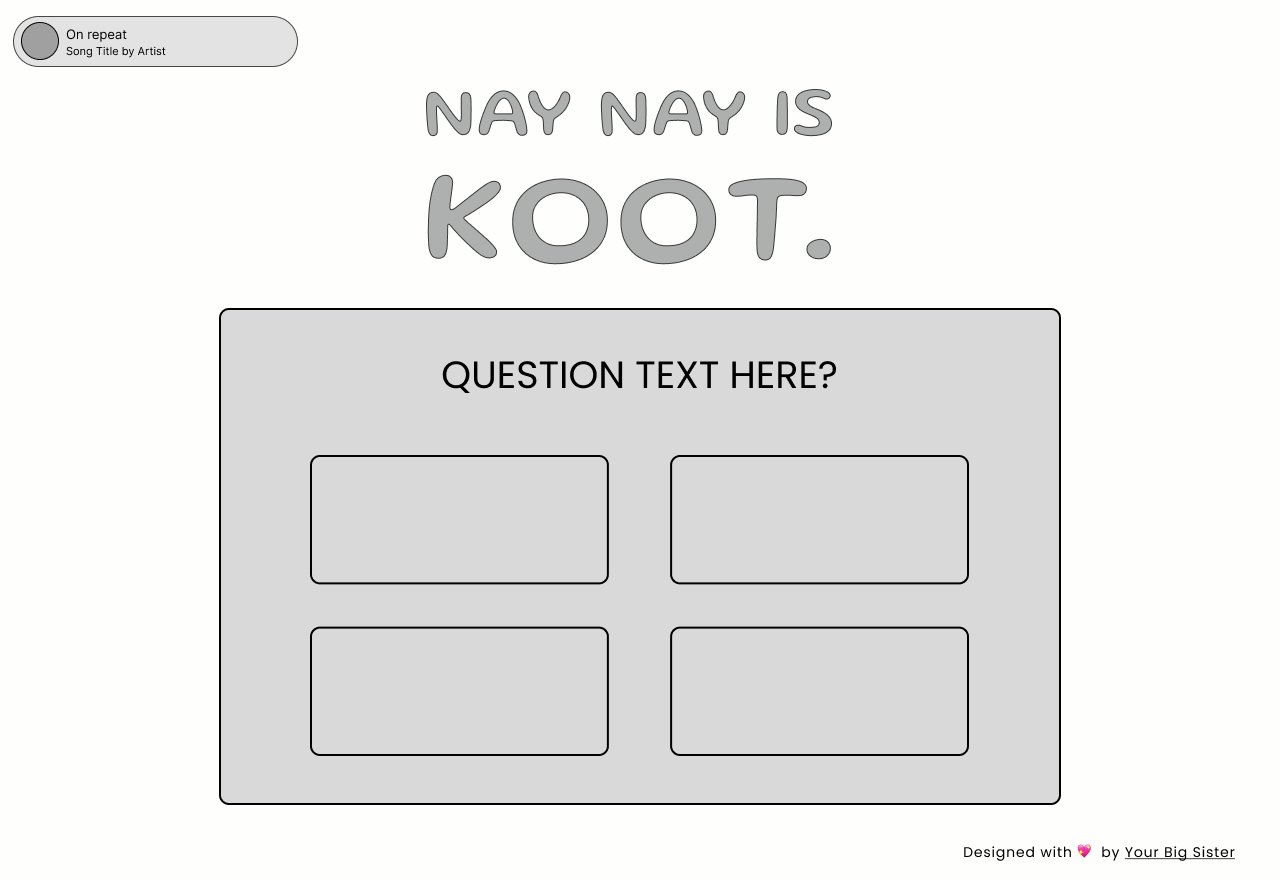 On repeat
Song Title by Artist
NAY NAY IS
KOOT.
QUESTION TEXT HERE?
Designed with 💖 by Your Big Sister